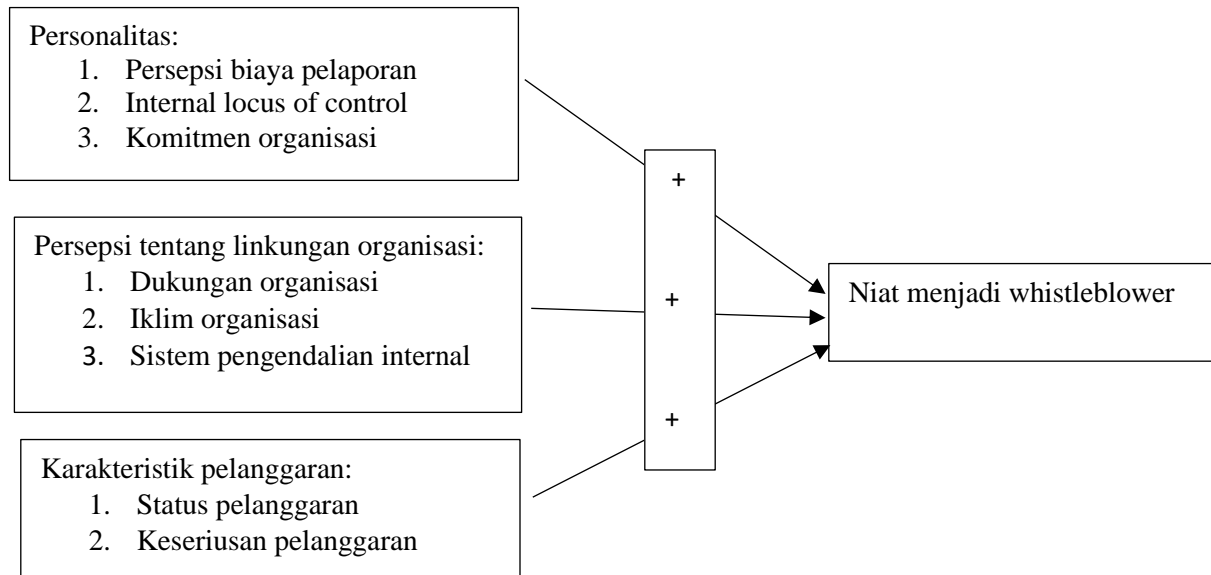 Personalitas:
1. Persepsi biaya pelaporan
2. Internal locus of control
3. Komitmen organisasi
Persepsi tentang linkungan organisasi:
1. Dukungan organisasi
2. Iklim organisasi
3. Sistem pengendalian internal
Karakteristik pelanggaran:
1. Status pelanggaran
2. Keseriusan pelanggaran
+
+
+
Niat menjadi whistleblower